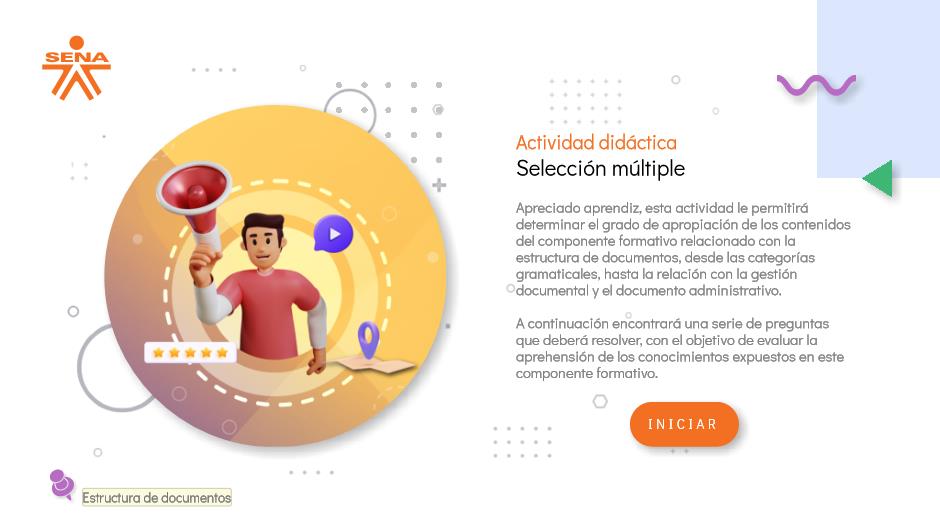 SENA
Actividad didáctica
Selección múltiple
Apreciado aprendiz, esta actividad le permitirá
determinar el grado de apropiación de los contenidos
del componente formativo relacionado con la
estructura de documentos, desde las categorías
gramaticales, hasta la relación con la gestión
documental y el documento administrativo.
A continuación encontrará una serie de preguntas
que deberá resolver, con el objetivo de evaluar la
aprehensión de los conocimientos expuestos en este
componente formativo.
INICIAR
Estructura de documentos